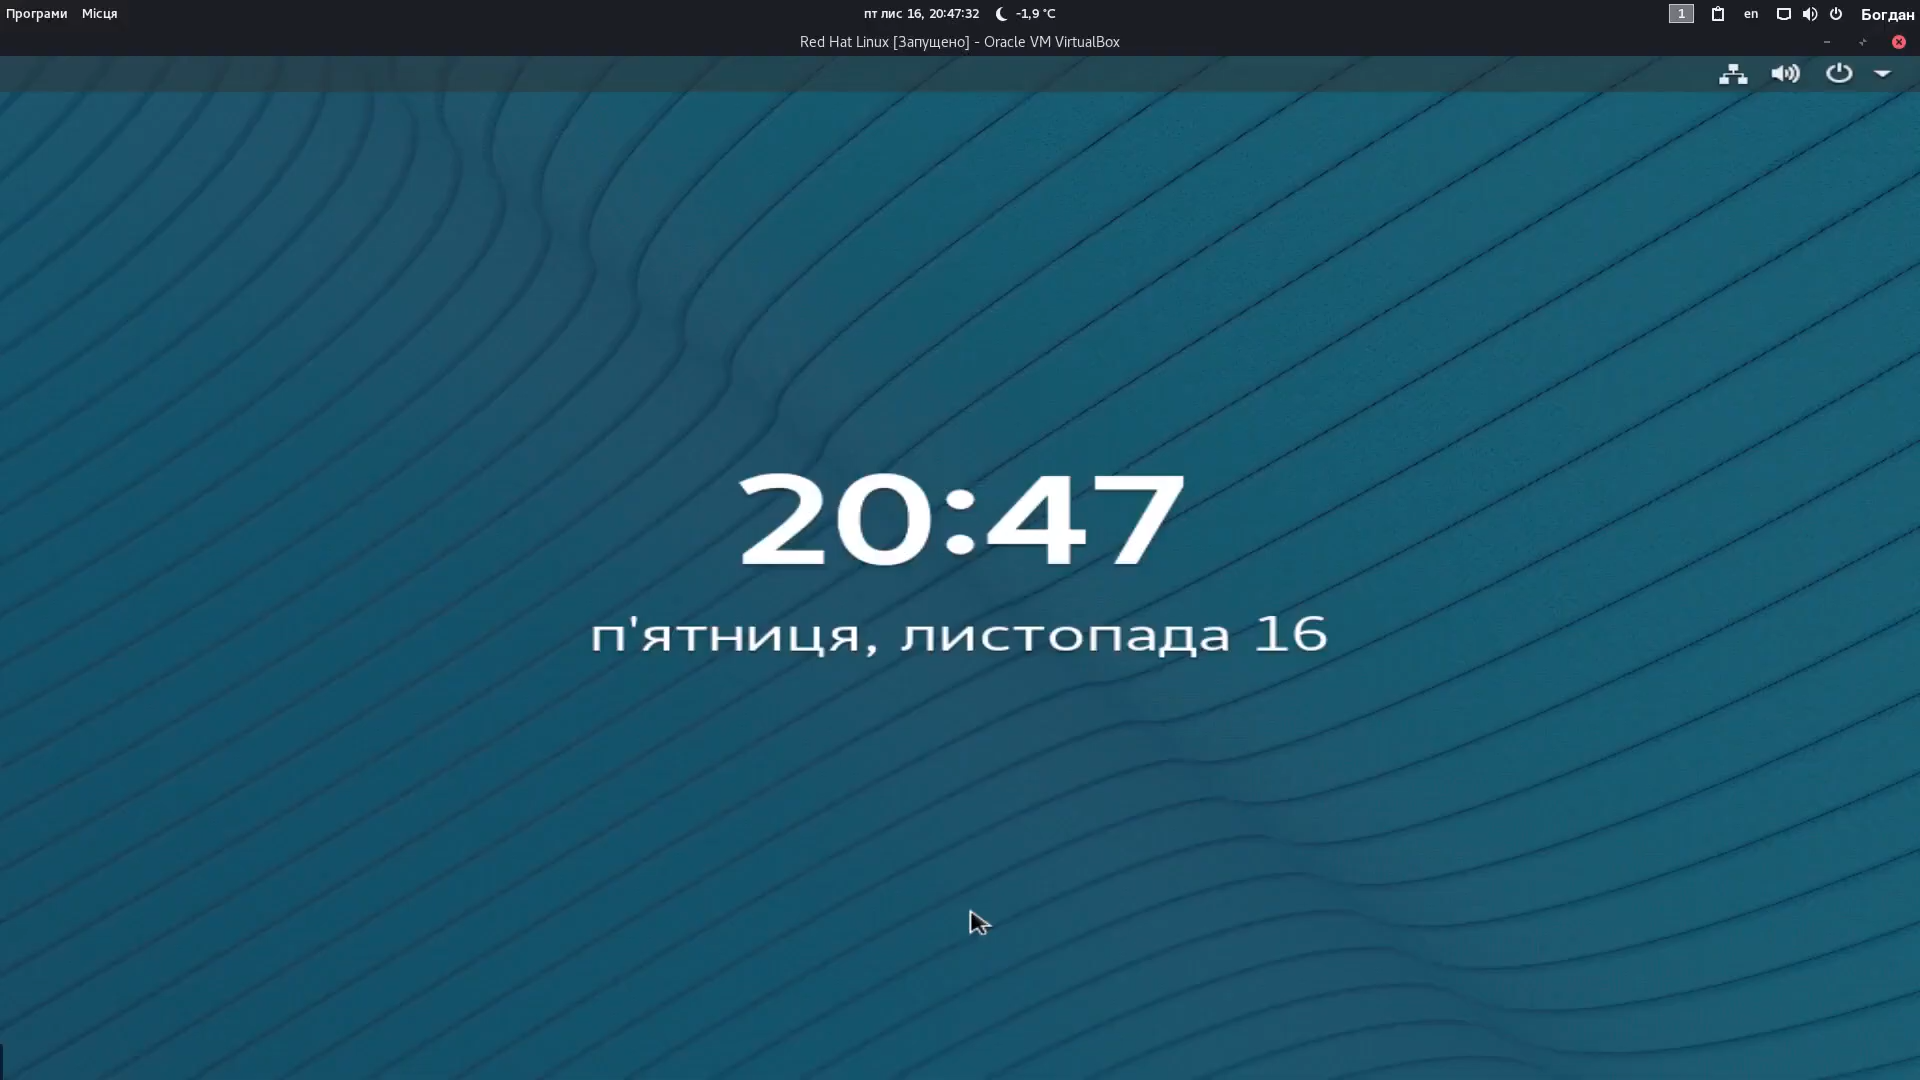 Програми Місця пт лис 16, 20:47:32 -1,9 °C 1 en Богдан
Red Hat Linux [Запущено] - Oracle VM VirtualBox
20:47
п'ятниця, листопада 16